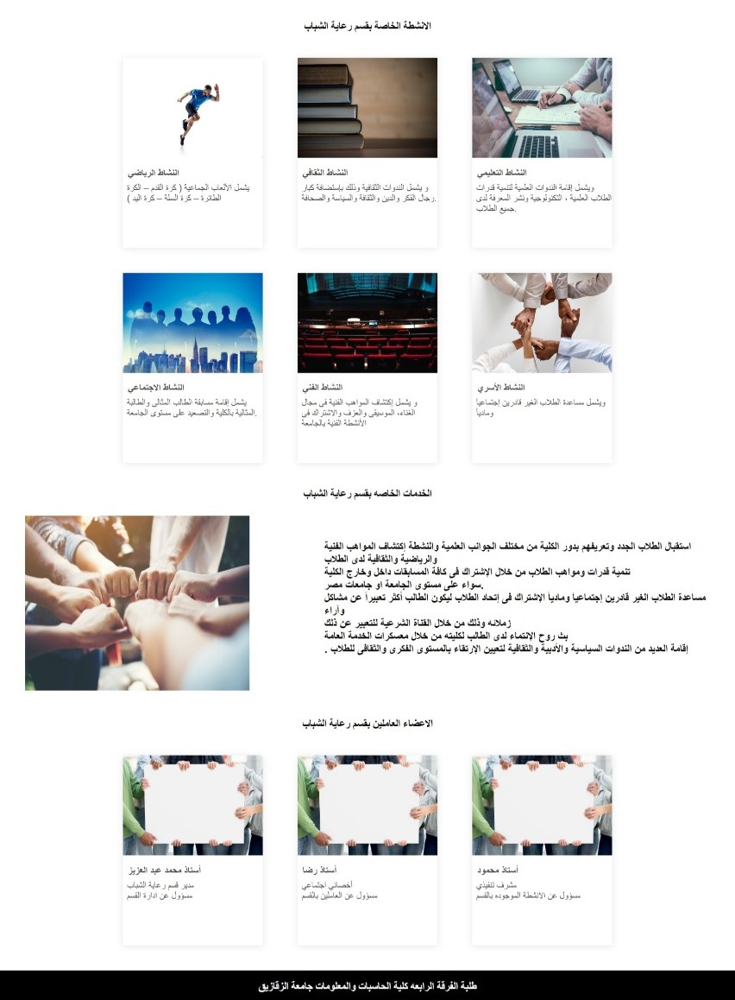 الانشطة الخاصة بقسم رعاية الشباب
النشاط التعليمي
ويشمل إقامة الندوات العلمية لتنمية قدرات
الطلاب العلمية ، التكنولوجية ونشر المعرفة لدى
.جميع الطلاب
النشاط الثقافي
و يشمل الندوات الثقافية وذلك بإستضافة كبار
.رجال الفكر والدين والثقافة والسياسة والصحافة
النشاط الرياضي
يشمل الألعاب الجماعية ( كرة القدم – الكرة
الطائرة – كرة السلة – كرة اليد )
النشاط الأسري
ويشمل مساعدة الطلاب الغير قادرين إجتماعياً
ومادياً
النشاط الفني
و يشمل إكتشاف المواهب الفنية فى مجال
الغناء، الموسيقى والعزف والاشتراك فى
الأنشطة الفنية بالجامعة
النشاط الاجتماعي
يشمل إقامة مسابقة الطالب المثالى والطالبة
.المثالية بالكلية والتصعيد على مستوى الجامعة
الخدمات الخاصه بقسم رعاية الشباب
استقبال الطلاب الجدد وتعريفهم بدور الكلية من مختلف الجوانب العلمية والنشطة إكتشاف المواهب الفنية
والرياضية والثقافية لدى الطلاب
تنمية قدرات ومواهب الطلاب من خلال الإشتراك فى كافة المسابقات داخل وخارج الكلية
.سواء على مستوى الجامعة او جامعات مصر
مساعدة الطلاب الغير قادرين إجتماعيا ومادياً الإشتراك فى إتحاد الطلاب ليكون الطالب أكثر تعبيراً عن مشاكل
وأراء
زملائه وذلك من خلال القناة الشرعية للتعبير عن ذلك
بث روح الإنتماء لدى الطالب لكليته من خلال معسكرات الخدمة العامة
إقامة العديد من الندوات السياسية والأدبية والثقافية لتعيين الإرتقاء بالمستوى الفكرى والثقافى للطلاب .
الاعضاء العاملين بقسم رعاية الشباب
أستاذ محمود
مشرف تنفيذي
مسؤول عن الانشطة الموجوده بالقسم
أستاذ رضا
أخصائي اجتماعي
مسؤول عن العاملين بالقسم
أستاذ محمد عبد العزيز
مدير قسم رعاية الشباب
مسؤول عن ادارة القسم
طلبة الفرقة الرابعه كلية الحاسبات والمعلومات جامعة الزقازيق